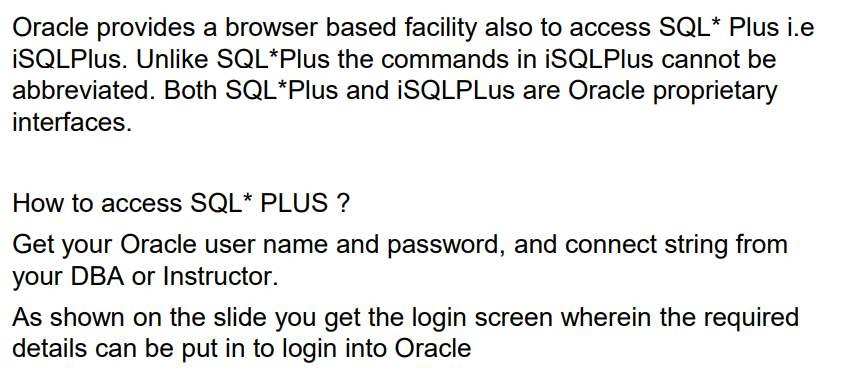 Oracle provides a browser based facility also to access SQL* Plus i.e
iSQLPlus. Unlike SQL*Plus the commands in iSQLPlus cannot be
abbreviated. Both SQL*Plus and iSQLPLus are Oracle proprietary
interfaces.
How to access SQL* PLUS ?
Get your Oracle user name and password, and connect string from
your DBA or Instructor.
As shown on the slide you get the login screen wherein the required
details can be put in to login into Oracle